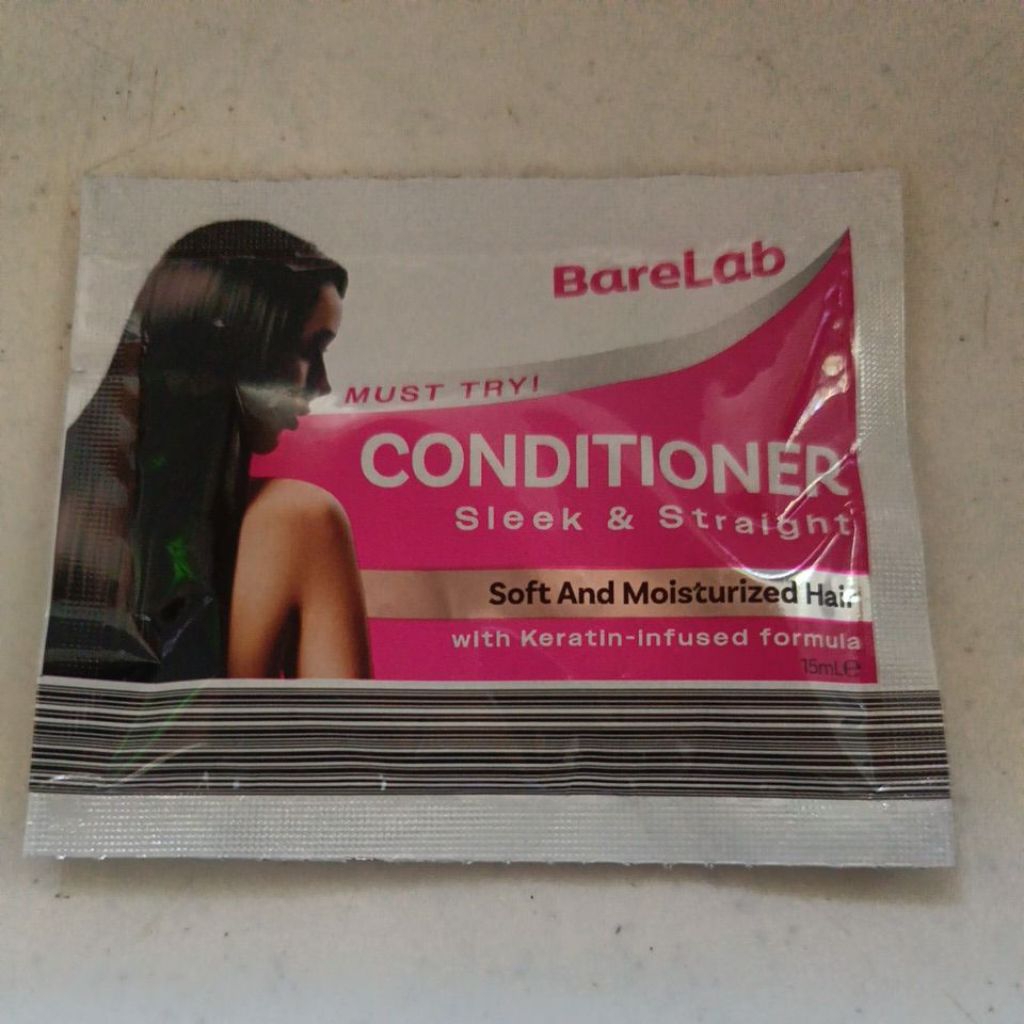 BareLab
MUST TRY!
CONDITIONER
Sleek & Straight
Soft And Moisturized Hair
with Keratin-infused formula
15mL℮